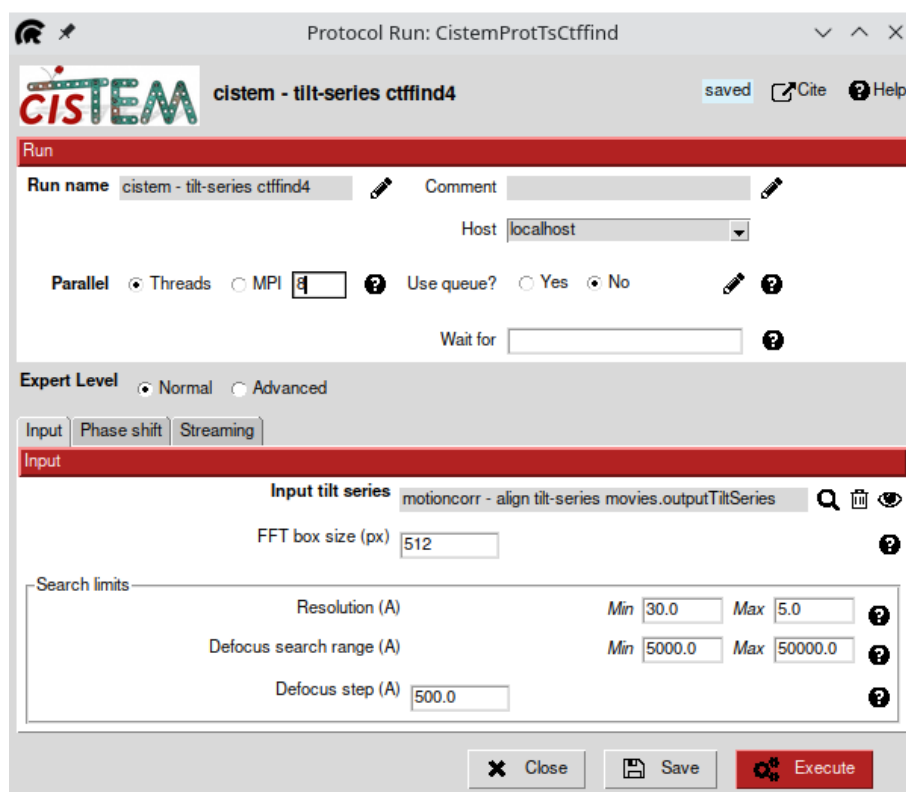 Protocol Run: CistemProtTsCtffind
cisTEM cistem - tilt-series ctffind4 saved Cite Help
Run
Run name cistem - tilt-series ctffind4 Comment
Host localhost
Parallel Threads MPI 8 Use queue? Yes No
Wait for
Expert Level Normal Advanced
Input Phase shift Streaming
Input
Input tilt series motioncorr - align tilt-series movies.outputTiltSeries
FFT box size (px) 512
Search limits
Resolution (A) Min 30.0 Max 5.0
Defocus search range (A) Min 5000.0 Max 50000.0
Defocus step (A) 500.0
Close Save Execute